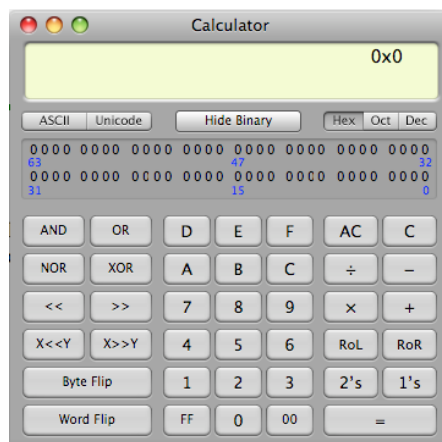 Calculator
0x0
ASCII Unicode Hide Binary Hex Oct Dec
0000 0000 0000 0000 0000 0000 0000 0000
63 47 32
0000 0000 0000 0000 0000 0000 0000 0000
31 15 0
AND OR D E F AC C
NOR XOR A B C ÷ −
<< >> 7 8 9 × +
X<<Y X>>Y 4 5 6 RoL RoR
Byte Flip 1 2 3 2's 1's
Word Flip FF 0 00 =